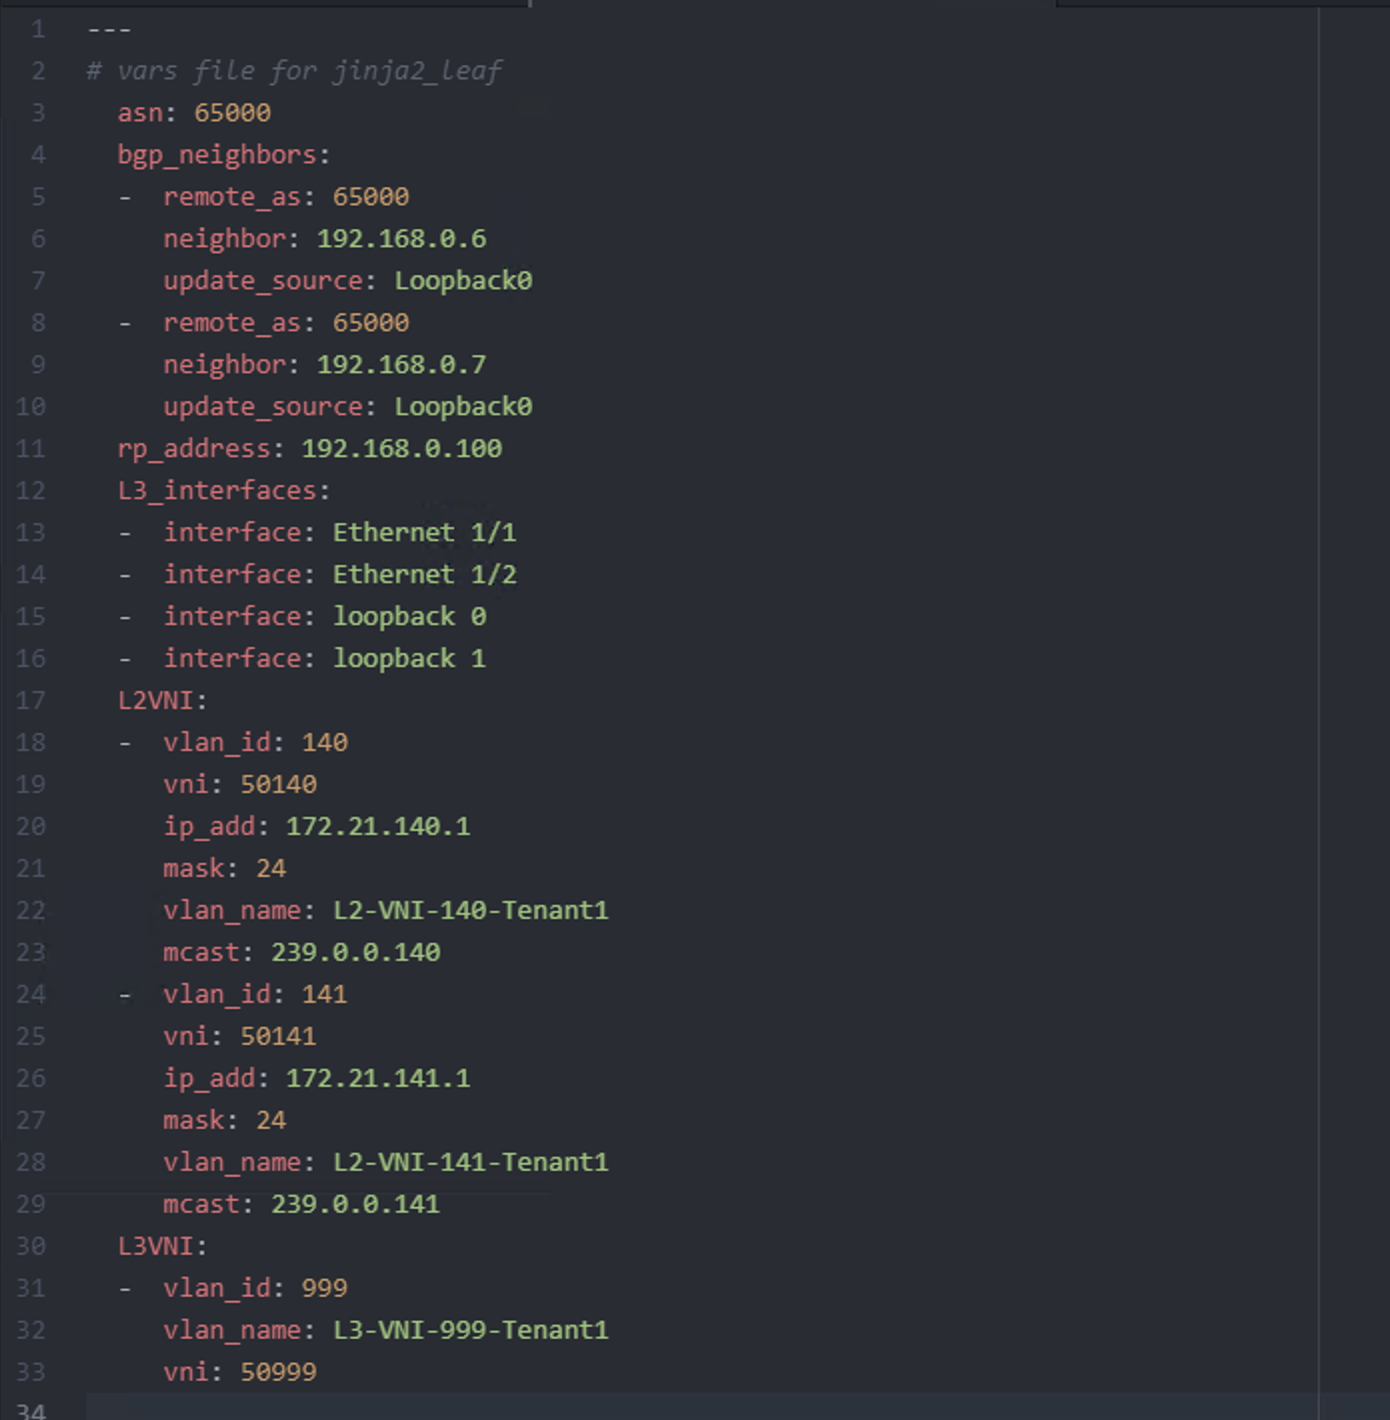 1 ---
2 # vars file for jinja2_leaf
3   asn: 65000
4   bgp_neighbors:
5   -  remote_as: 65000
6      neighbor: 192.168.0.6
7      update_source: Loopback0
8   -  remote_as: 65000
9      neighbor: 192.168.0.7
10      update_source: Loopback0
11   rp_address: 192.168.0.100
12   L3_interfaces:
13   -  interface: Ethernet 1/1
14   -  interface: Ethernet 1/2
15   -  interface: loopback 0
16   -  interface: loopback 1
17   L2VNI:
18   -  vlan_id: 140
19      vni: 50140
20      ip_add: 172.21.140.1
21      mask: 24
22      vlan_name: L2-VNI-140-Tenant1
23      mcast: 239.0.0.140
24   -  vlan_id: 141
25      vni: 50141
26      ip_add: 172.21.141.1
27      mask: 24
28      vlan_name: L2-VNI-141-Tenant1
29      mcast: 239.0.0.141
30   L3VNI:
31   -  vlan_id: 999
32      vlan_name: L3-VNI-999-Tenant1
33      vni: 50999
34